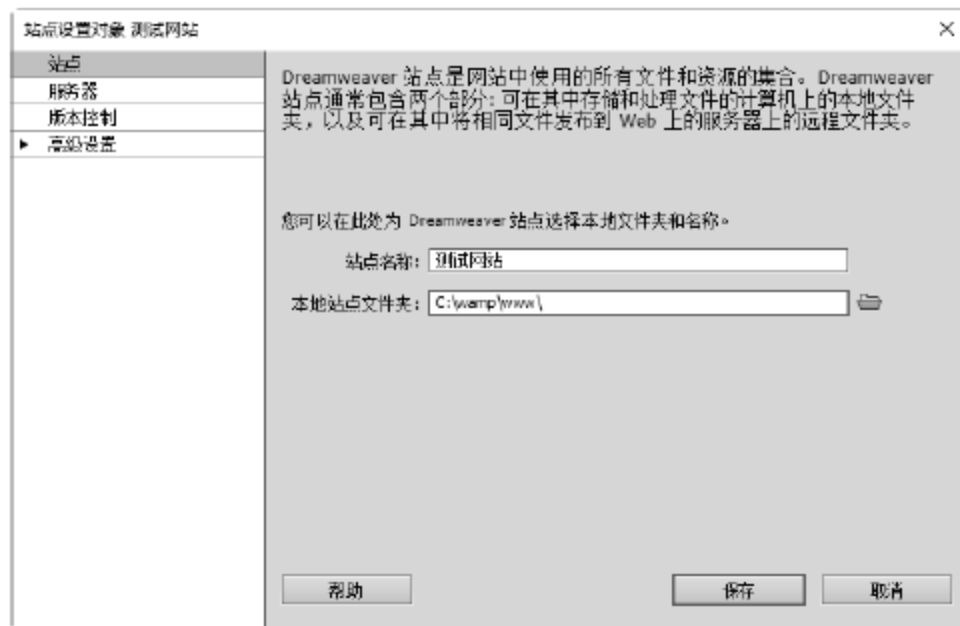 站点设置对象 测试网站
站点
服务器
版本控制
高级设置
Dreamweaver 站点是网站中使用的所有文件和资源的集合。Dreamweaver
站点通常包含两个部分：可在其中存储和处理文件的计算机上的本地文件
夹，以及可在其中将相同文件发布到 Web 上的服务器上的远程文件夹。
您可以在此处为 Dreamweaver 站点选择本地文件夹和名称。
站点名称： 测试网站
本地站点文件夹： C:\wamp\www\
帮助 保存 取消